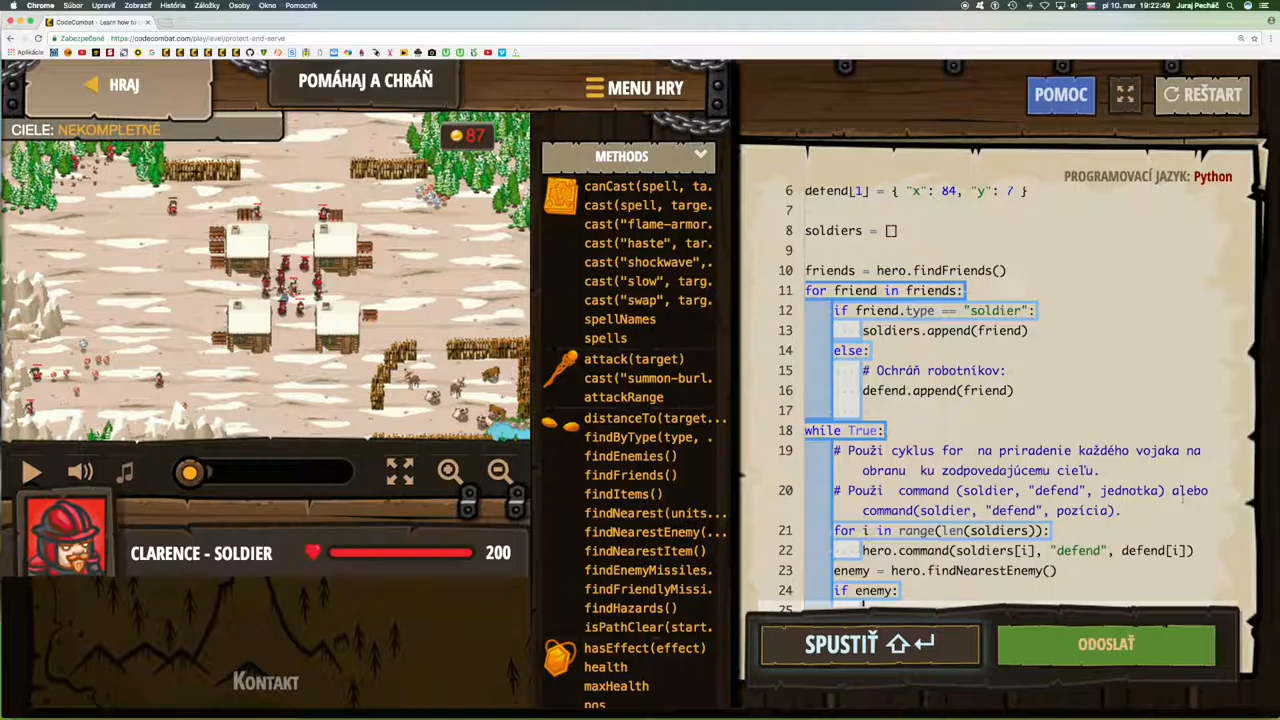 Chrome Súbor Upraviť Zobraziť História Záložky Osoby Okno Pomocník
pi 10. mar 19:22:49 Juraj Pecháč
CodeCombat - Learn how to
Zabezpečené https://codecombat.com/play/level/protect-and-serve
Aplikácie
HRAJ
POMÁHAJ A CHRÁŇ
MENU HRY
POMOC
REŠTART
CIELE: NEKOMPLETNÉ
87
METHODS
canCast(spell, ta.
cast(spell, targe.
cast("flame-armor.
cast("haste", tar.
cast("shockwave",.
cast("slow", targ.
cast("swap", targ.
spellNames
spells
attack(target)
cast("summon-burl.
attackRange
distanceTo(target...
findByType(type, .
findEnemies()
findFriends()
findItems()
findNearest(units...
findNearestEnemy(...
findNearestItem()
findEnemyMissiles.
findFriendlyMissi.
findHazards()
isPathClear(start.
hasEffect(effect)
health
maxHealth
pos
PROGRAMOVACÍ JAZYK: Python
6 defend[1] = { "x": 84, "y": 7 }
7
8 soldiers = []
9
10 friends = hero.findFriends()
11 for friend in friends:
12 if friend.type == "soldier":
13 soldiers.append(friend)
14 else:
15 # Ochráň robotníkov:
16 defend.append(friend)
17
18 while True:
19 # Použi cyklus for na priradenie každého vojaka na
obranu ku zodpovedajúcemu cieľu.
20 # Použi command (soldier, "defend", jednotka) alebo
command(soldier, "defend", pozícia).
21 for i in range(len(soldiers)):
22 hero.command(soldiers[i], "defend", defend[i])
23 enemy = hero.findNearestEnemy()
24 if enemy:
25
CLARENCE - SOLDIER
200
KONTAKT
SPUSTIŤ
ODOSLAŤ